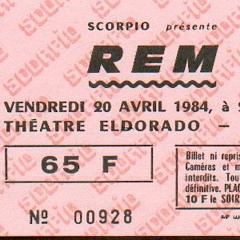 SCORPIO présente
REM
VENDREDI 20 AVRIL 1984, à
THÉATRE ELDORADO -
65 F
Billet ni repris
Caméras et m
interdits. Tou
définitive. PLAC
10 F le SOIR
Nº 00928